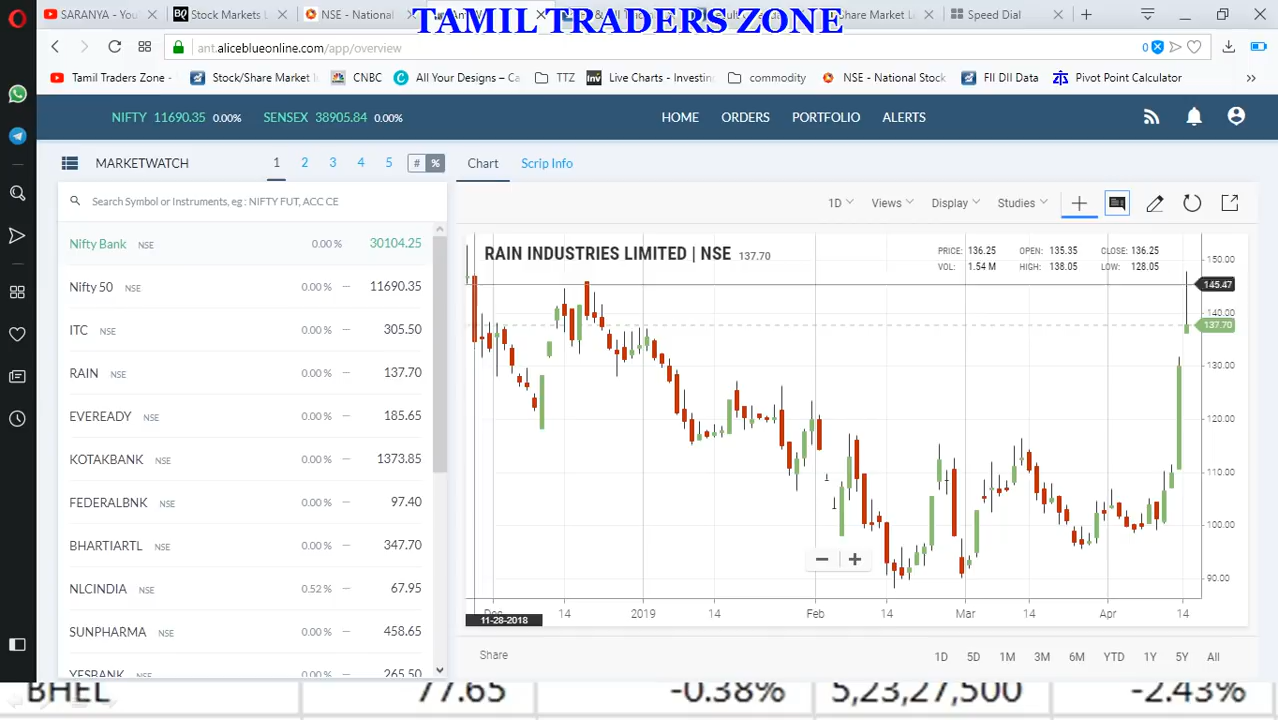 SARANYA - You
Stock Markets L
NSE - National
TAMIL TRADERS ZONE
Share Market L
Speed Dial
ant.aliceblueonline.com/app/overview
0
Tamil Traders Zone -
Stock/Share Market I
CNBC
All Your Designs – Ca
TTZ
Live Charts - Investing
commodity
NSE - National Stock
FII DII Data
Pivot Point Calculator
NIFTY 11690.35 0.00% SENSEX 38905.84 0.00%
HOME ORDERS PORTFOLIO ALERTS
MARKETWATCH 1 2 3 4 5 # %
Chart Scrip Info
Search Symbol or Instruments, eg : NIFTY FUT, ACC CE
1D Views Display Studies
Nifty Bank NSE 0.00 % 30104.25
Nifty 50 NSE 0.00 % 11690.35
ITC NSE 0.00 % 305.50
RAIN NSE 0.00 % 137.70
EVEREADY NSE 0.00 % 185.65
KOTAKBANK NSE 0.00 % 1373.85
FEDERALBNK NSE 0.00 % 97.40
BHARTIARTL NSE 0.00 % 347.70
NLCINDIA NSE 0.52 % 67.95
SUNPHARMA NSE 0.00 % 458.65
YESBANK NSE 0.00 % 265.50
RAIN INDUSTRIES LIMITED | NSE 137.70
PRICE: 136.25 OPEN: 135.35 CLOSE: 136.25
VOL: 1.54 M HIGH: 138.05 LOW: 128.05
150.00
145.47
140.00
137.70
130.00
120.00
110.00
100.00
90.00
Dec 14 2019 14 Feb 14 Mar 14 Apr 14
11-28-2018
Share
1D 5D 1M 3M 6M YTD 1Y 5Y All
BHEL 77.65 -0.38% 5,23,27,500 -2.43%